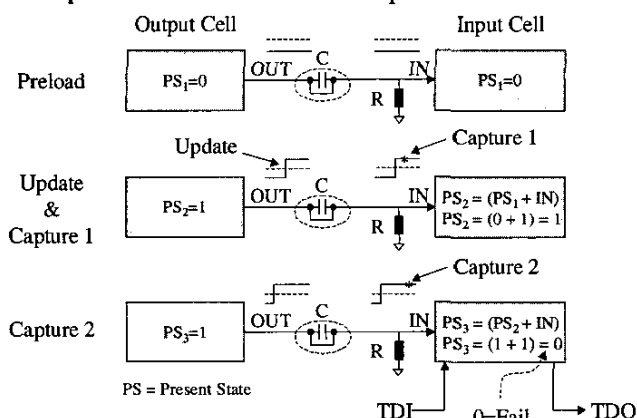 Output Cell
Input Cell
Preload
PS1=0
OUT
C
IN
R
PS1=0
Update
Capture 1
Update
&
Capture 1
PS2=1
OUT
C
IN
R
PS2 = (PS1 + IN)
PS2 = (0 + 1) = 1
Capture 2
Capture 2
PS3=1
OUT
C
IN
R
PS3 = (PS2 + IN)
PS3 = (1 + 1) = 0
PS = Present State
TDI
0=Fail
TDO